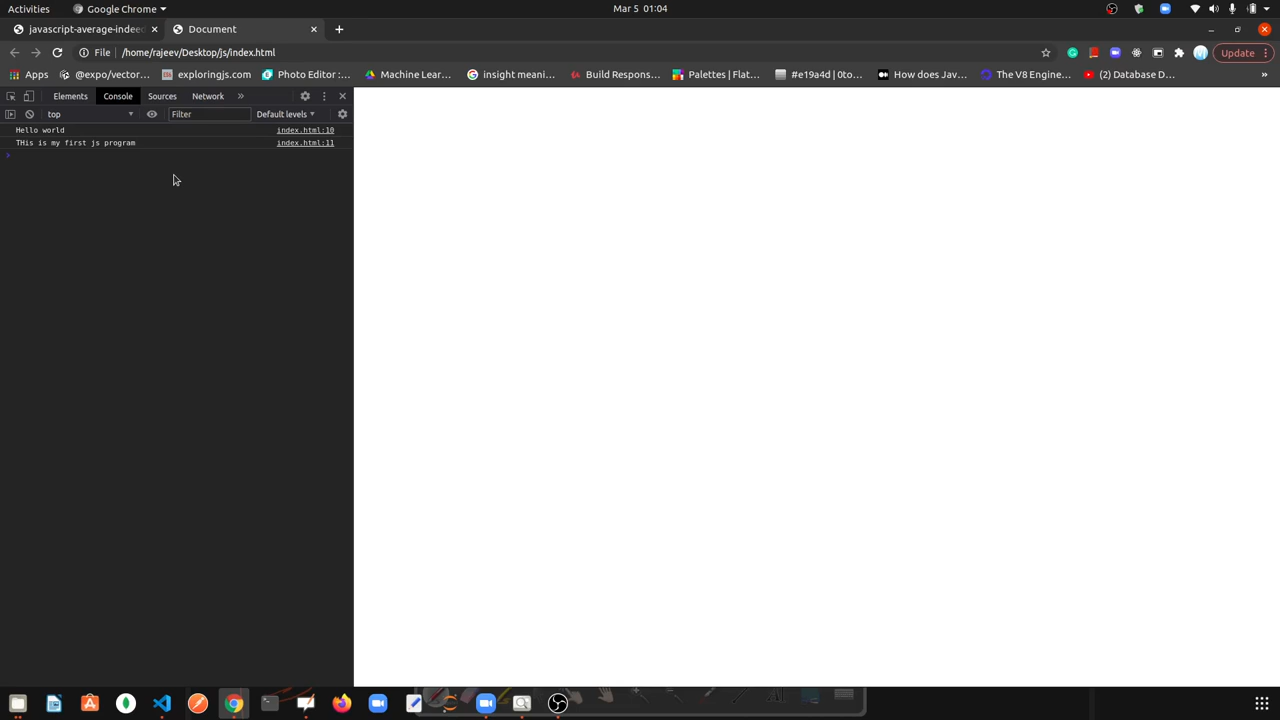 Activities
Google Chrome
Mar 5 01:04
javascript-average-indeed
Document
File
/home/rajeev/Desktop/js/index.html
Update
Apps
@expo/vector...
exploringjs.com
Photo Editor :...
Machine Lear...
insight meani...
Build Respons...
Palettes | Flat...
#e19a4d | 0to...
How does Jav...
The V8 Engine...
(2) Database D...
»
Elements
Console
Sources
Network
»
top
Filter
Default levels
Hello world
index.html:10
THis is my first js program
index.html:11